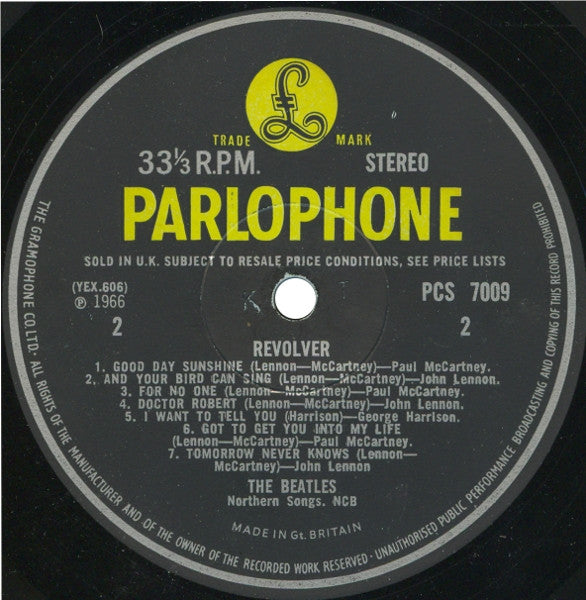 £
TRADE MARK
33⅓ R.P.M. STEREO
PARLOPHONE
SOLD IN U.K. SUBJECT TO RESALE PRICE CONDITIONS, SEE PRICE LISTS
(YEX.606) PCS 7009
℗ 1966
2 2
REVOLVER
1. GOOD DAY SUNSHINE (Lennon—McCartney)—Paul McCartney.
2. AND YOUR BIRD CAN SING (Lennon—McCartney)—John Lennon.
3. FOR NO ONE (Lennon—McCartney)—Paul McCartney.
4. DOCTOR ROBERT (Lennon—McCartney)—John Lennon.
5. I WANT TO TELL YOU (Harrison)—George Harrison.
6. GOT TO GET YOU INTO MY LIFE
(Lennon—McCartney)—Paul McCartney.
7. TOMORROW NEVER KNOWS (Lennon—
McCartney)—John Lennon
THE BEATLES
Northern Songs. NCB
MADE IN Gt. BRITAIN
THE GRAMOPHONE CO. LTD. · ALL RIGHTS OF THE MANUFACTURER AND OF THE OWNER OF THE RECORDED WORK RESERVED · UNAUTHORISED PUBLIC PERFORMANCE BROADCASTING AND COPYING OF THIS RECORD PROHIBITED